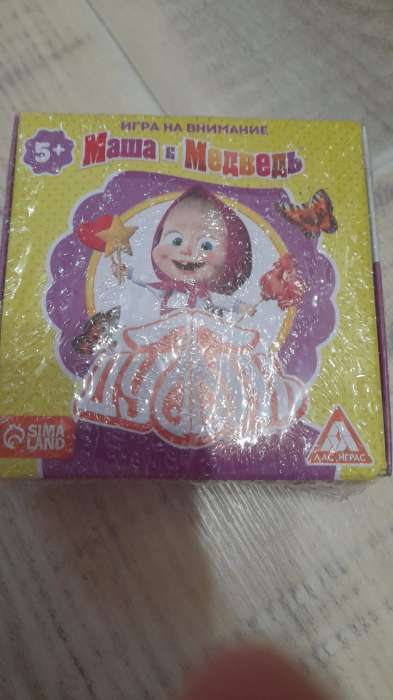 ИГРА НА ВНИМАНИЕ
5+
Маша и Медведь
SIMA
LAND
ЛАС ИГРАС